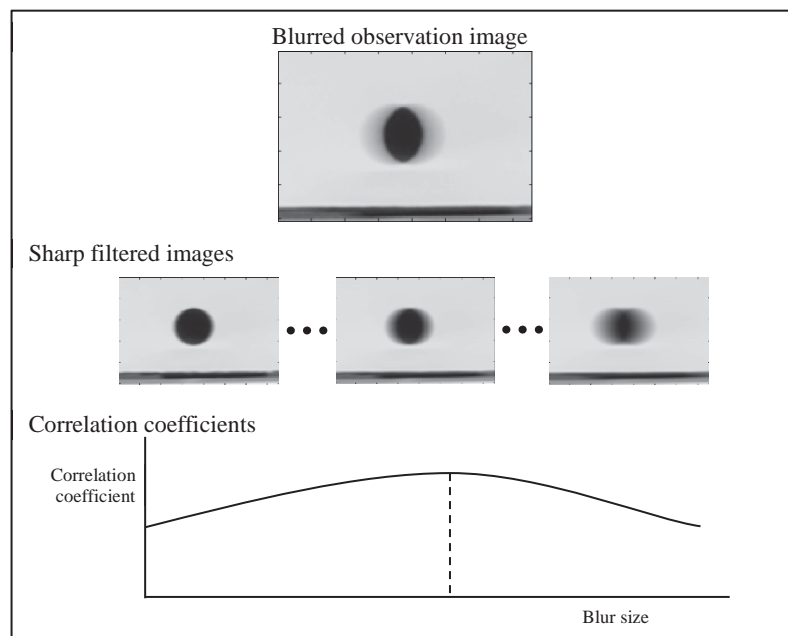 Blurred observation image
Sharp filtered images
Correlation coefficients
Correlation
coefficient
Blur size